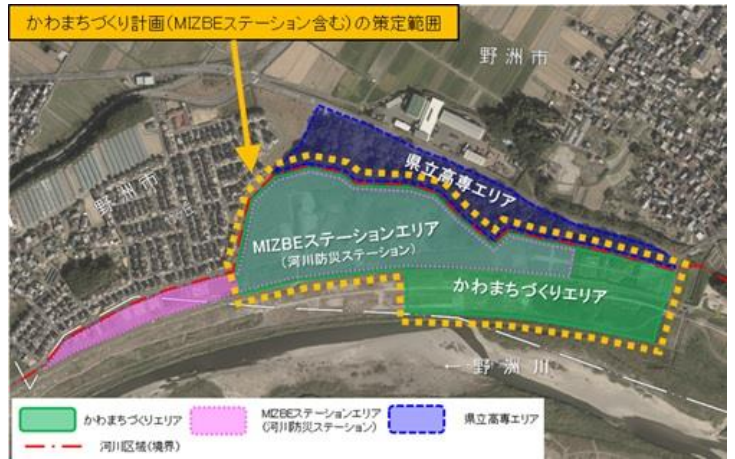 かわまちづくり計画(MIZBEステーション含む)の策定範囲
野洲市
県立高専エリア
野洲市
MIZBEステーションエリア
(河川防災ステーション)
かわまちづくりエリア
← 野洲川
かわまちづくりエリア
MIZBEステーションエリア
(河川防災ステーション)
県立高専エリア
河川区域(境界)